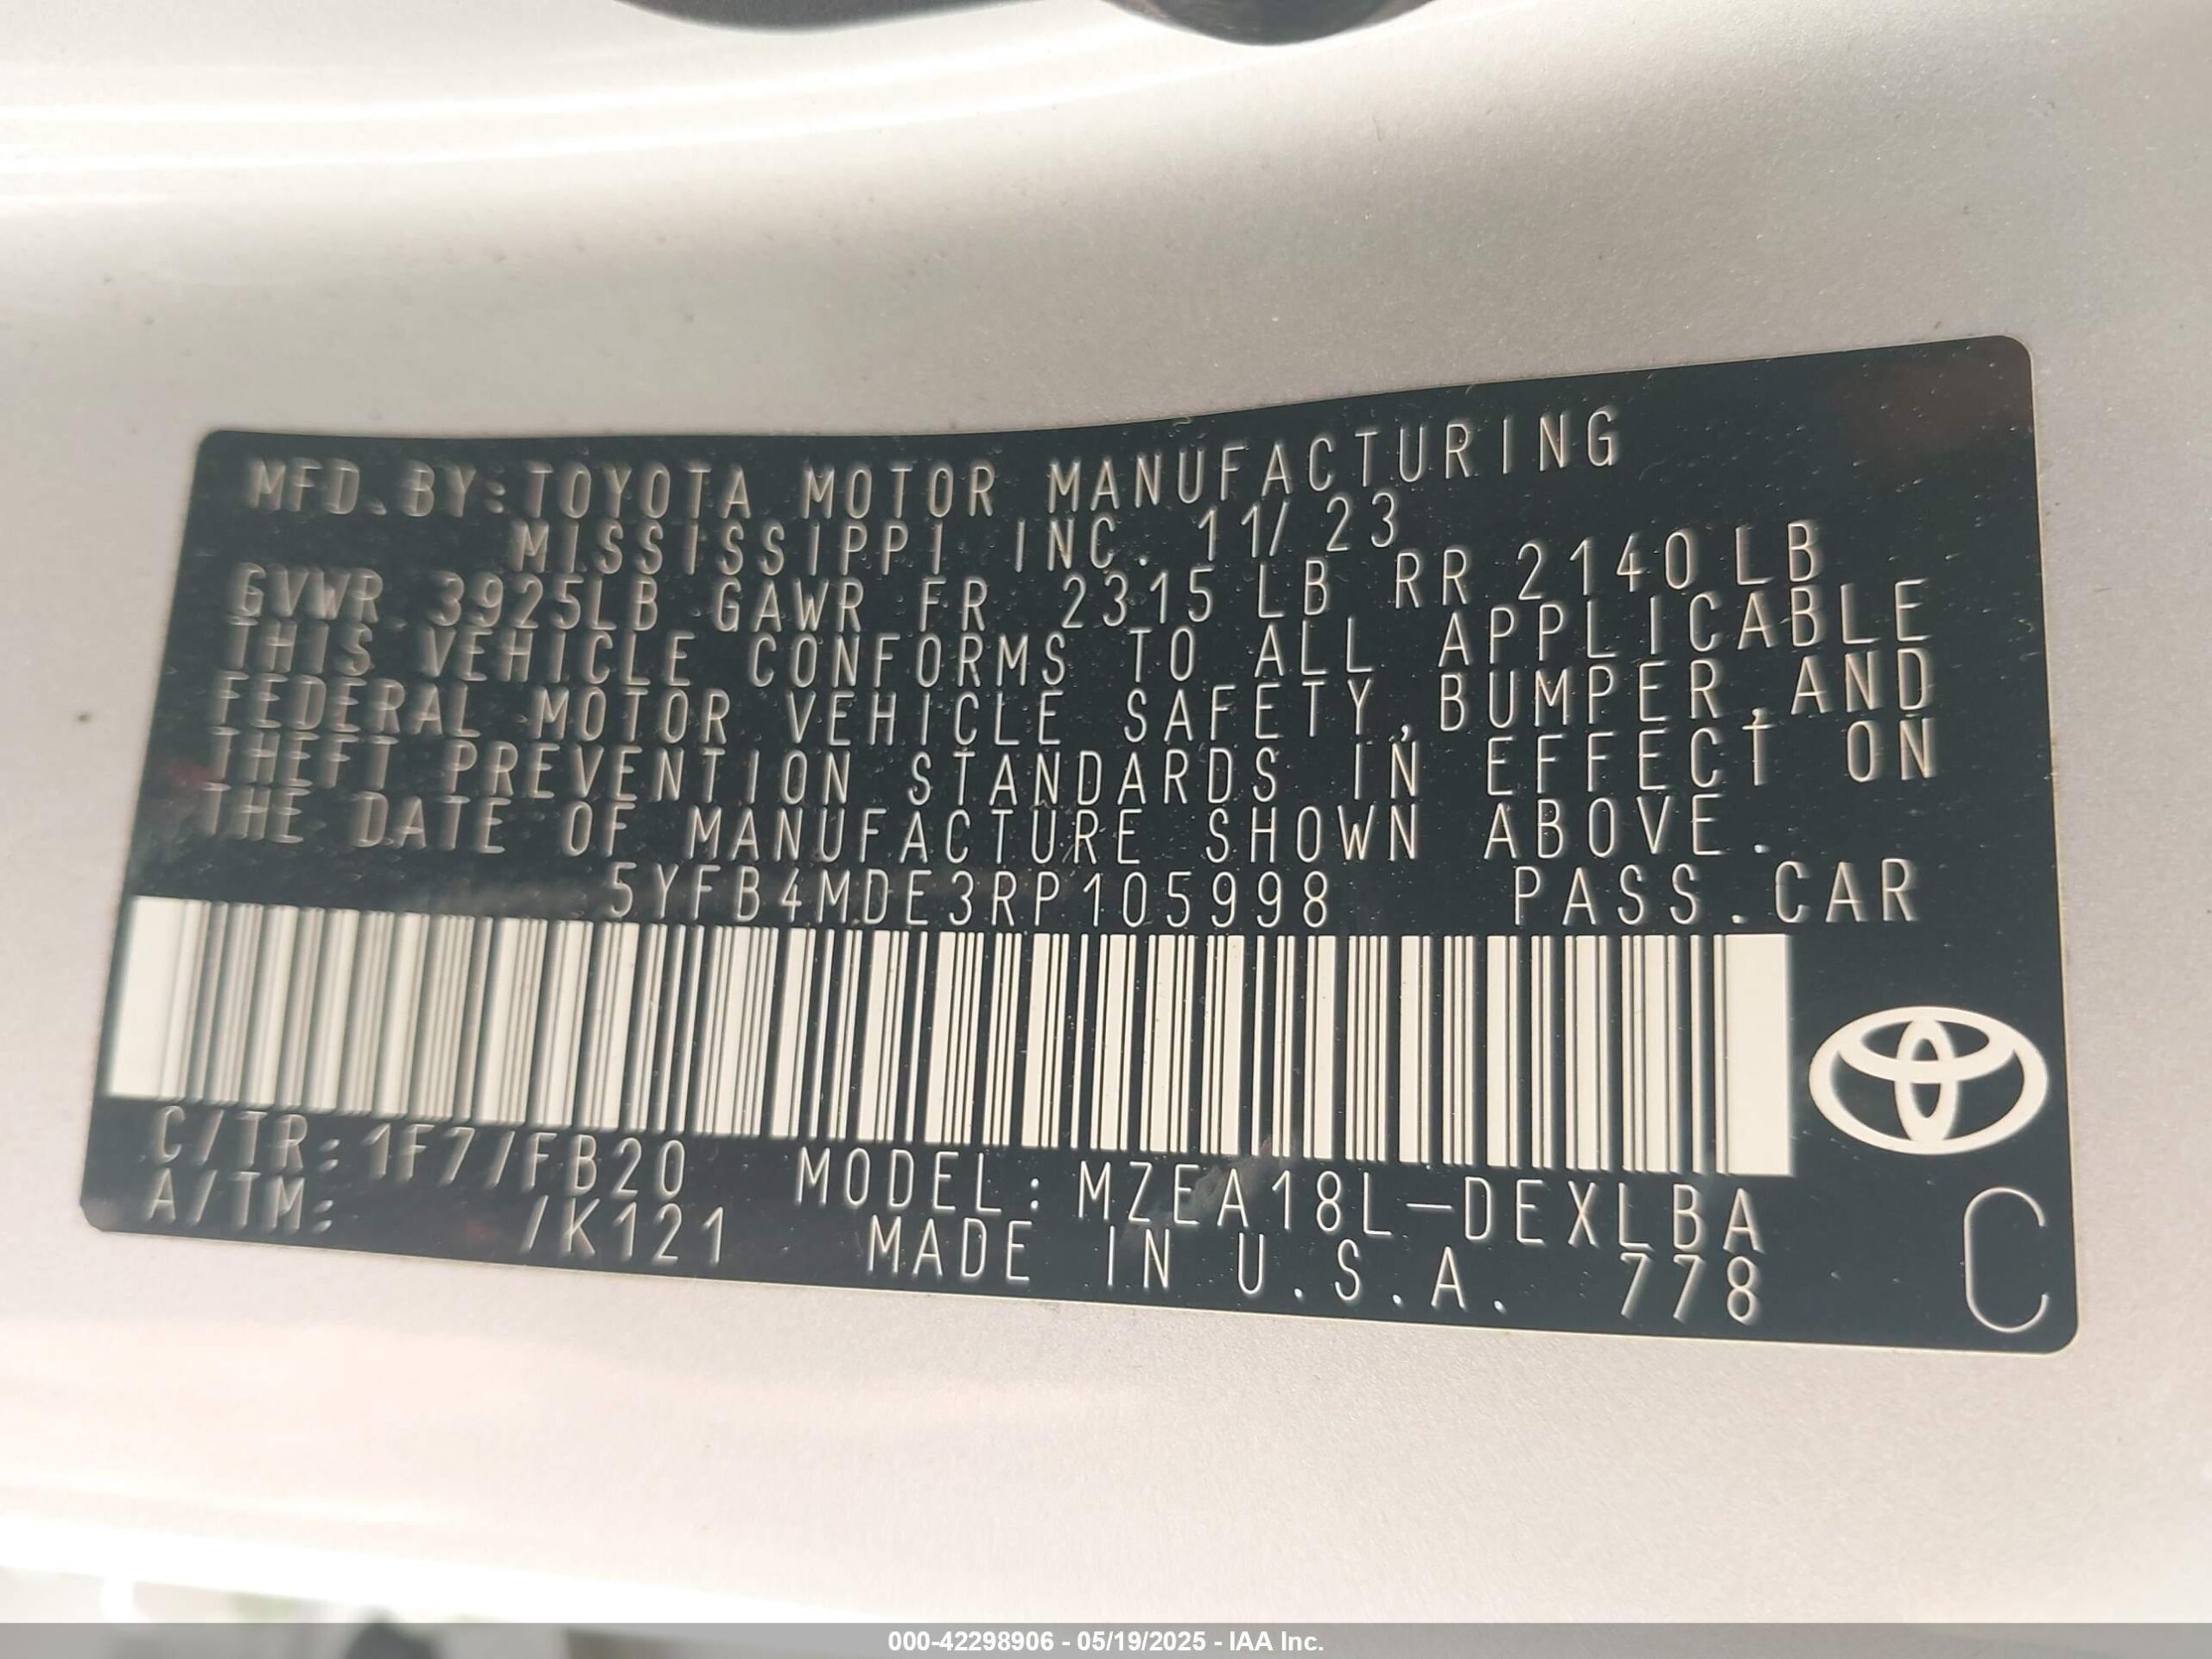 MFD.BY:TOYOTA MOTOR MANUFACTURING
MISSISSIPPI INC. 11/23
GVWR 3925LB GAWR FR 2315 LB RR 2140LB
THIS VEHICLE CONFORMS TO ALL APPLICABLE
FEDERAL MOTOR VEHICLE SAFETY,BUMPER,AND
THEFT PREVENTION STANDARDS IN EFFECT ON
THE DATE OF MANUFACTURE SHOWN ABOVE.
5YFB4MDE3RP105998 PASS.CAR
C/TR:1F7/FB20 MODEL:MZEA18L-DEXLBA
A/TM: /K121 MADE IN U.S.A. 778
C
000-42298906 - 05/19/2025 - IAA Inc.